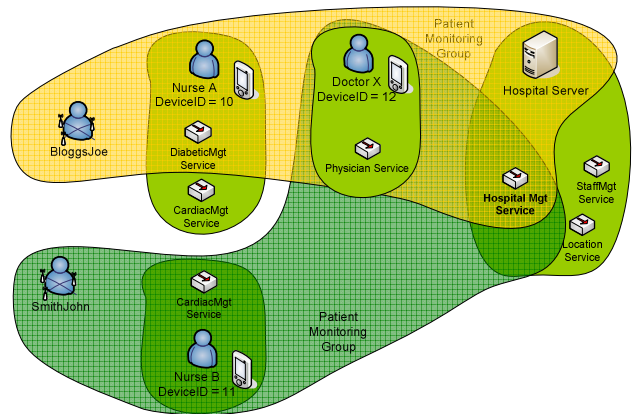 Patient
Monitoring
Group
Nurse A
DeviceID = 10
Doctor X
DeviceID = 12
Hospital Server
BloggsJoe
DiabeticMgt
Service
Physician Service
CardiacMgt
Service
Hospital Mgt
Service
StaffMgt
Service
Location
Service
SmithJohn
CardiacMgt
Service
Patient
Monitoring
Group
Nurse B
DeviceID = 11